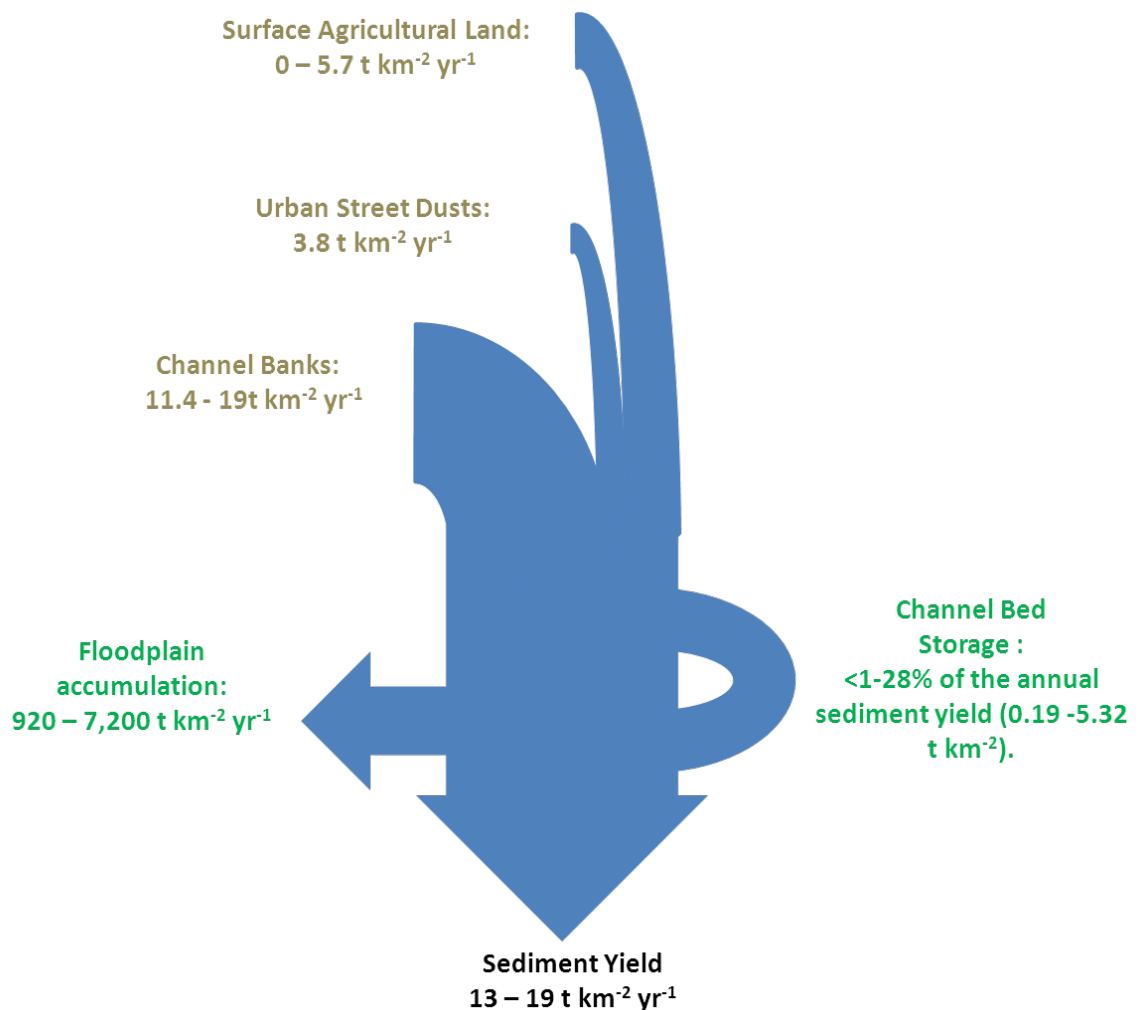 Surface Agricultural Land:
0 – 5.7 t km⁻² yr⁻¹
Urban Street Dusts:
3.8 t km⁻² yr⁻¹
Channel Banks:
11.4 - 19t km⁻² yr⁻¹
Channel Bed
Storage :
<1-28% of the annual
sediment yield (0.19 -5.32
t km⁻²).
Floodplain
accumulation:
920 – 7,200 t km⁻² yr⁻¹
Sediment Yield
13 – 19 t km⁻² yr⁻¹